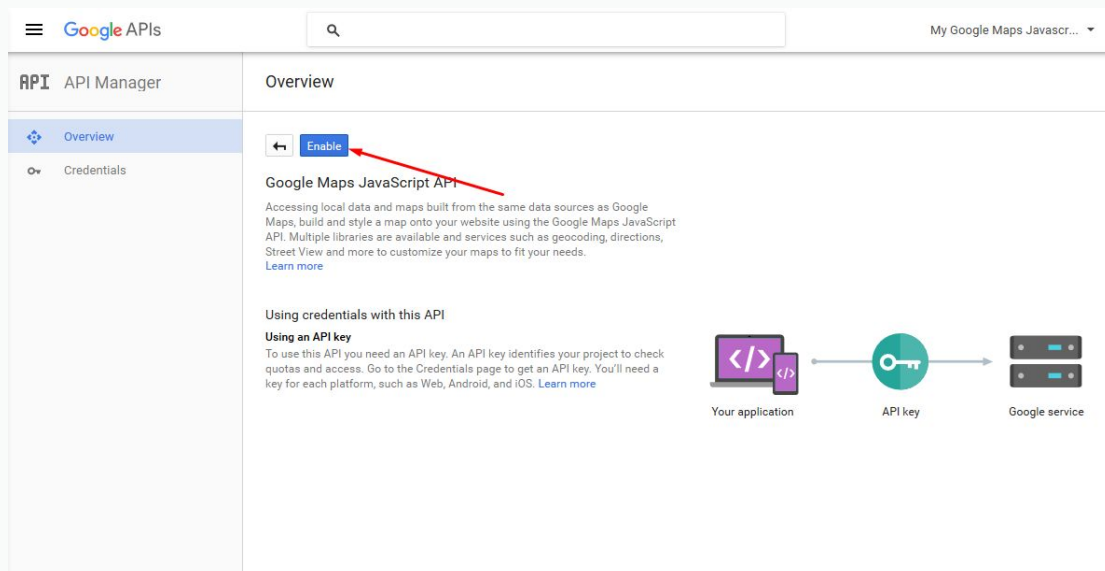 Google APIs
My Google Maps Javascr...
API API Manager
Overview
Overview
Credentials
Enable
Google Maps JavaScript API
Accessing local data and maps built from the same data sources as Google
Maps, build and style a map onto your website using the Google Maps JavaScript
API. Multiple libraries are available and services such as geocoding, directions,
Street View and more to customize your maps to fit your needs.
Learn more
Using credentials with this API
Using an API key
To use this API you need an API key. An API key identifies your project to check
quotas and access. Go to the Credentials page to get an API key. You'll need a
key for each platform, such as Web, Android, and iOS. Learn more
</>
</>
Your application
API key
Google service